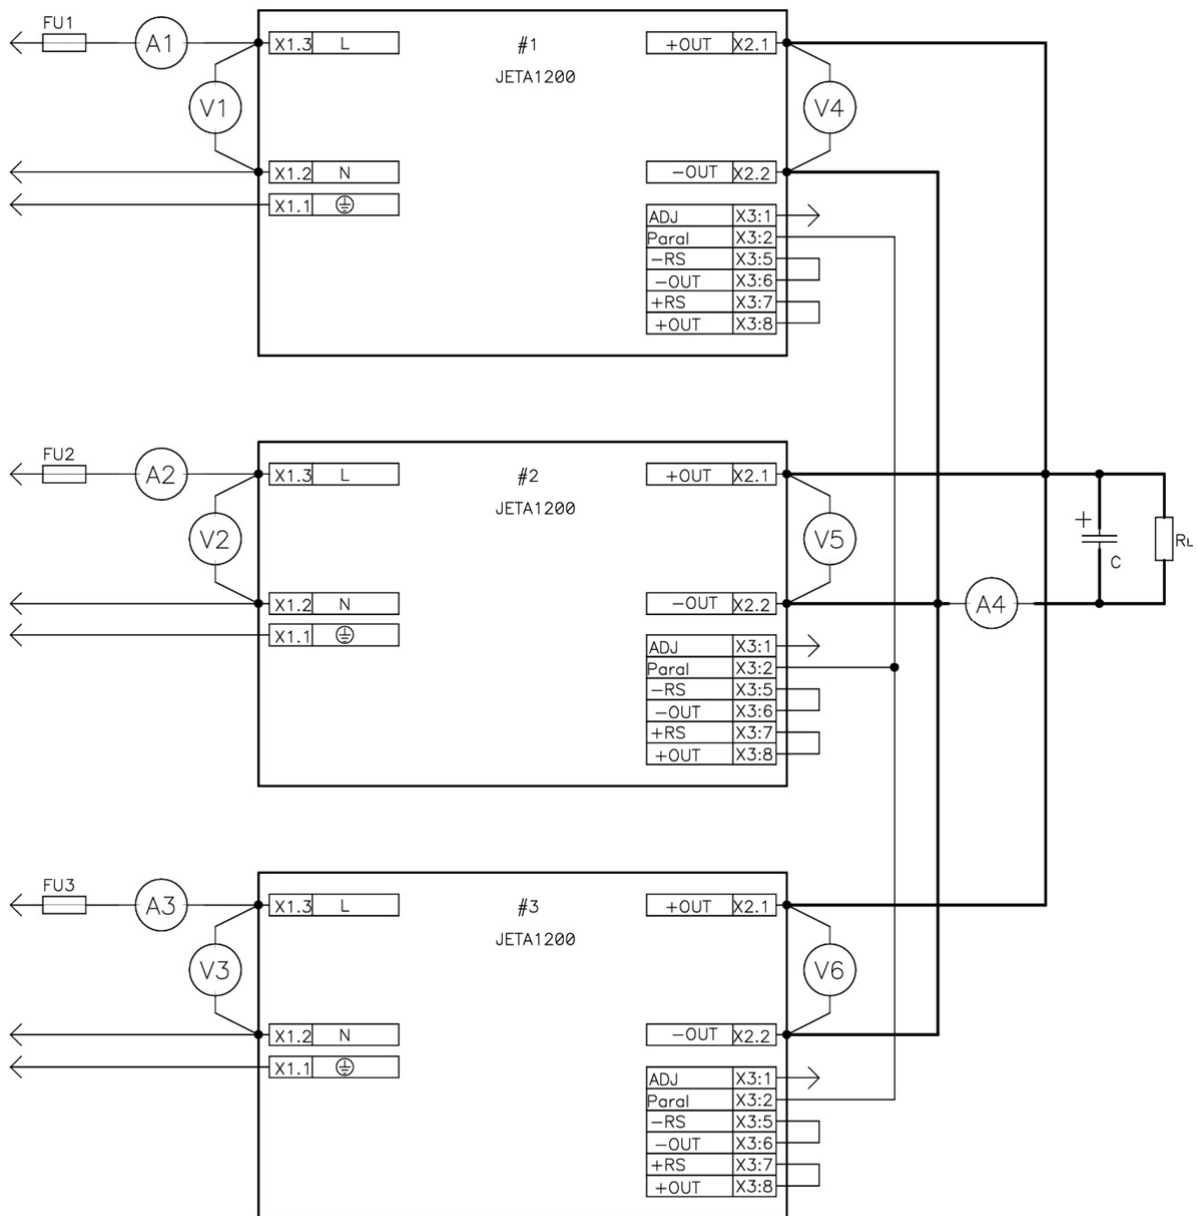 FU1
A1
X1.3 L
#1
+OUT X2.1
JETA1200
V1
V4
X1.2 N
-OUT X2.2
X1.1
ADJ X3:1
Paral X3:2
-RS X3:5
-OUT X3:6
+RS X3:7
+OUT X3:8
FU2
A2
X1.3 L
#2
+OUT X2.1
JETA1200
V2
V5
+
C
RL
X1.2 N
-OUT X2.2
A4
X1.1
ADJ X3:1
Paral X3:2
-RS X3:5
-OUT X3:6
+RS X3:7
+OUT X3:8
FU3
A3
X1.3 L
#3
+OUT X2.1
JETA1200
V3
V6
X1.2 N
-OUT X2.2
X1.1
ADJ X3:1
Paral X3:2
-RS X3:5
-OUT X3:6
+RS X3:7
+OUT X3:8